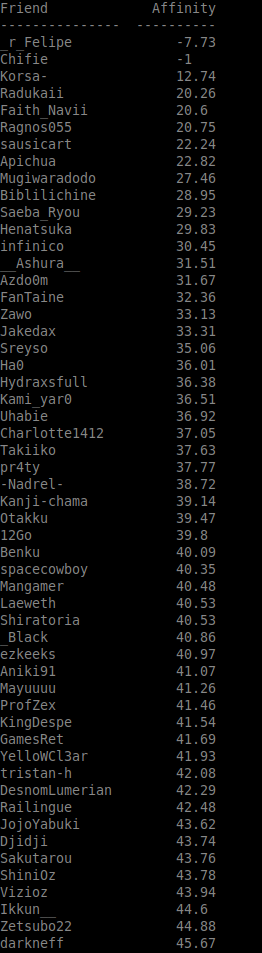 Friend Affinity
--------------- ----------
_r_Felipe -7.73
Chifie -1
Korsa- 12.74
Radukaii 20.26
Faith_Navii 20.6
Ragnos055 20.75
sausicart 22.24
Apichua 22.82
Mugiwaradodo 27.46
Biblilichine 28.95
Saeba_Ryou 29.23
Henatsuka 29.83
infinico 30.45
__Ashura__ 31.51
Azdo0m 31.67
FanTaine 32.36
Zawo 33.13
Jakedax 33.31
Sreyso 35.06
Ha0 36.01
Hydraxsfull 36.38
Kami_yar0 36.51
Uhabie 36.92
Charlotte1412 37.05
Takiiko 37.63
pr4ty 37.77
-Nadrel- 38.72
Kanji-chama 39.14
Otakku 39.47
12Go 39.8
Benku 40.09
spacecowboy 40.35
Mangamer 40.48
Laeweth 40.53
Shiratoria 40.53
_Black 40.86
ezkeeks 40.97
Aniki91 41.07
Mayuuuu 41.26
ProfZex 41.46
KingDespe 41.54
GamesRet 41.69
YelloWCl3ar 41.93
tristan-h 42.08
DesnomLumerian 42.29
Railingue 42.48
JojoYabuki 43.62
Djidji 43.74
Sakutarou 43.76
ShiniOz 43.78
Vizioz 43.94
Ikkun__ 44.6
Zetsubo22 44.88
darkneff 45.67